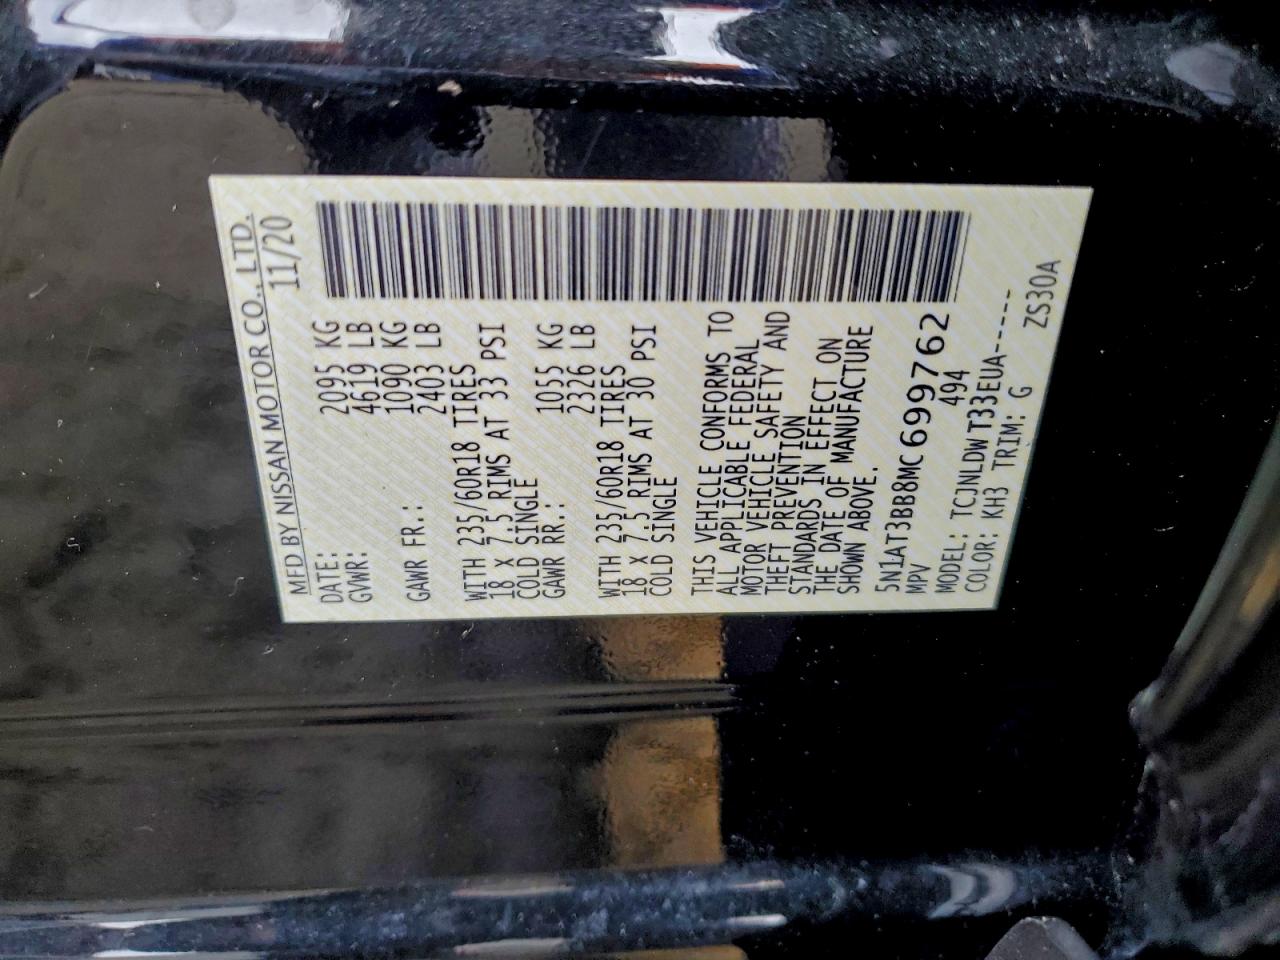 MFD BY NISSAN MOTOR CO., LTD.
DATE: 11/20
GVWR: 2095 KG
4619 LB
GAWR FR.: 1090 KG
2403 LB
WITH 235/60R18 TIRES
18 X 7.5 RIMS AT 33 PSI
COLD SINGLE
GAWR RR.: 1055 KG
2326 LB
WITH 235/60R18 TIRES
18 X 7.5 RIMS AT 30 PSI
COLD SINGLE
THIS VEHICLE CONFORMS TO
ALL APPLICABLE FEDERAL
MOTOR VEHICLE SAFETY AND
THEFT PREVENTION
STANDARDS IN EFFECT ON
THE DATE OF MANUFACTURE
SHOWN ABOVE.
5N1AT3BB8MC699762
MPV 494
MODEL: TCJNLDWT33EUA-----
COLOR: KH3 TRIM: G ZS30A